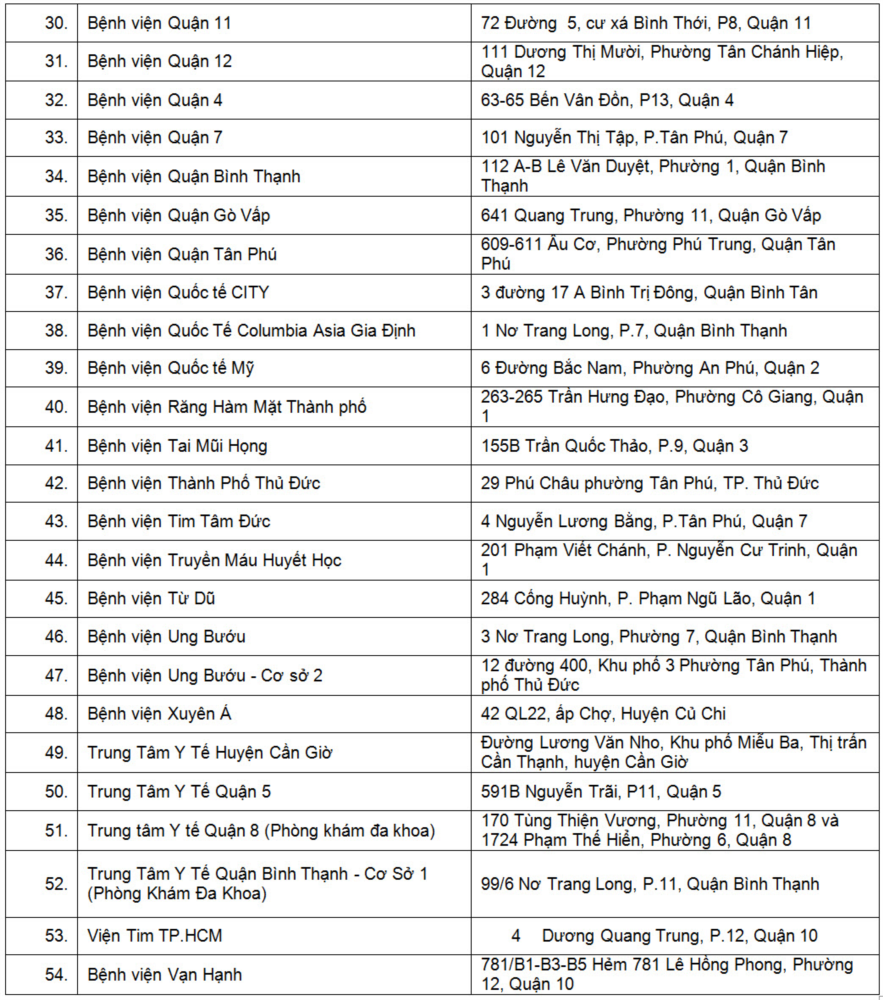 30. Bệnh viện Quận 11 72 Đường 5, cư xá Bình Thới, P8, Quận 11
31. Bệnh viện Quận 12 111 Dương Thị Mười, Phường Tân Chánh Hiệp,
Quận 12
32. Bệnh viện Quận 4 63-65 Bến Vân Đồn, P13, Quận 4
33. Bệnh viện Quận 7 101 Nguyễn Thị Tập, P.Tân Phú, Quận 7
34. Bệnh viện Quận Bình Thạnh 112 A-B Lê Văn Duyệt, Phường 1, Quận Bình
Thạnh
35. Bệnh viện Quận Gò Vấp 641 Quang Trung, Phường 11, Quận Gò Vấp
36. Bệnh viện Quận Tân Phú 609-611 Âu Cơ, Phường Phú Trung, Quận Tân
Phú
37. Bệnh viện Quốc tế CITY 3 đường 17 A Bình Trị Đông, Quận Bình Tân
38. Bệnh viện Quốc Tế Columbia Asia Gia Định 1 Nơ Trang Long, P.7, Quận Bình Thạnh
39. Bệnh viện Quốc tế Mỹ 6 Đường Bắc Nam, Phường An Phú, Quận 2
40. Bệnh viện Răng Hàm Mặt Thành phố 263-265 Trần Hưng Đạo, Phường Cô Giang, Quận
1
41. Bệnh viện Tai Mũi Họng 155B Trần Quốc Thảo, P.9, Quận 3
42. Bệnh viện Thành Phố Thủ Đức 29 Phú Châu phường Tân Phú, TP. Thủ Đức
43. Bệnh viện Tim Tâm Đức 4 Nguyễn Lương Bằng, P.Tân Phú, Quận 7
44. Bệnh viện Truyền Máu Huyết Học 201 Phạm Viết Chánh, P. Nguyễn Cư Trinh, Quận
1
45. Bệnh viện Từ Dũ 284 Cống Huỳnh, P. Phạm Ngũ Lão, Quận 1
46. Bệnh viện Ung Bướu 3 Nơ Trang Long, Phường 7, Quận Bình Thạnh
47. Bệnh viện Ung Bướu - Cơ sở 2 12 đường 400, Khu phố 3 Phường Tân Phú, Thành
phố Thủ Đức
48. Bệnh viện Xuyên Á 42 QL22, ấp Chợ, Huyện Củ Chi
49. Trung Tâm Y Tế Huyện Cần Giờ Đường Lương Văn Nho, Khu phố Miễu Ba, Thị trấn
Cần Thạnh, huyện Cần Giờ
50. Trung Tâm Y Tế Quận 5 591B Nguyễn Trãi, P11, Quận 5
51. Trung tâm Y tế Quận 8 (Phòng khám đa khoa) 170 Tùng Thiện Vương, Phường 11, Quận 8 và
1724 Phạm Thế Hiển, Phường 6, Quận 8
52. Trung Tâm Y Tế Quận Bình Thạnh - Cơ Sở 1
(Phòng Khám Đa Khoa) 99/6 Nơ Trang Long, P.11, Quận Bình Thạnh
53. Viện Tim TP.HCM 4 Dương Quang Trung, P.12, Quận 10
54. Bệnh viện Vạn Hạnh 781/B1-B3-B5 Hẻm 781 Lê Hồng Phong, Phường
12, Quận 10